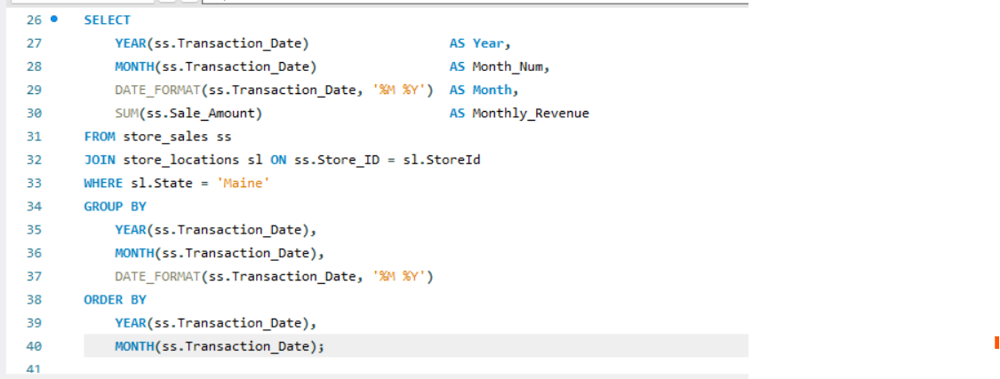 26 SELECT
27 YEAR(ss.Transaction_Date) AS Year,
28 MONTH(ss.Transaction_Date) AS Month_Num,
29 DATE_FORMAT(ss.Transaction_Date, '%M %Y') AS Month,
30 SUM(ss.Sale_Amount) AS Monthly_Revenue
31 FROM store_sales ss
32 JOIN store_locations sl ON ss.Store_ID = sl.StoreId
33 WHERE sl.State = 'Maine'
34 GROUP BY
35 YEAR(ss.Transaction_Date),
36 MONTH(ss.Transaction_Date),
37 DATE_FORMAT(ss.Transaction_Date, '%M %Y')
38 ORDER BY
39 YEAR(ss.Transaction_Date),
40 MONTH(ss.Transaction_Date);
41